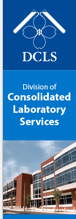 DCLS
Division of
Consolidated
Laboratory
Services